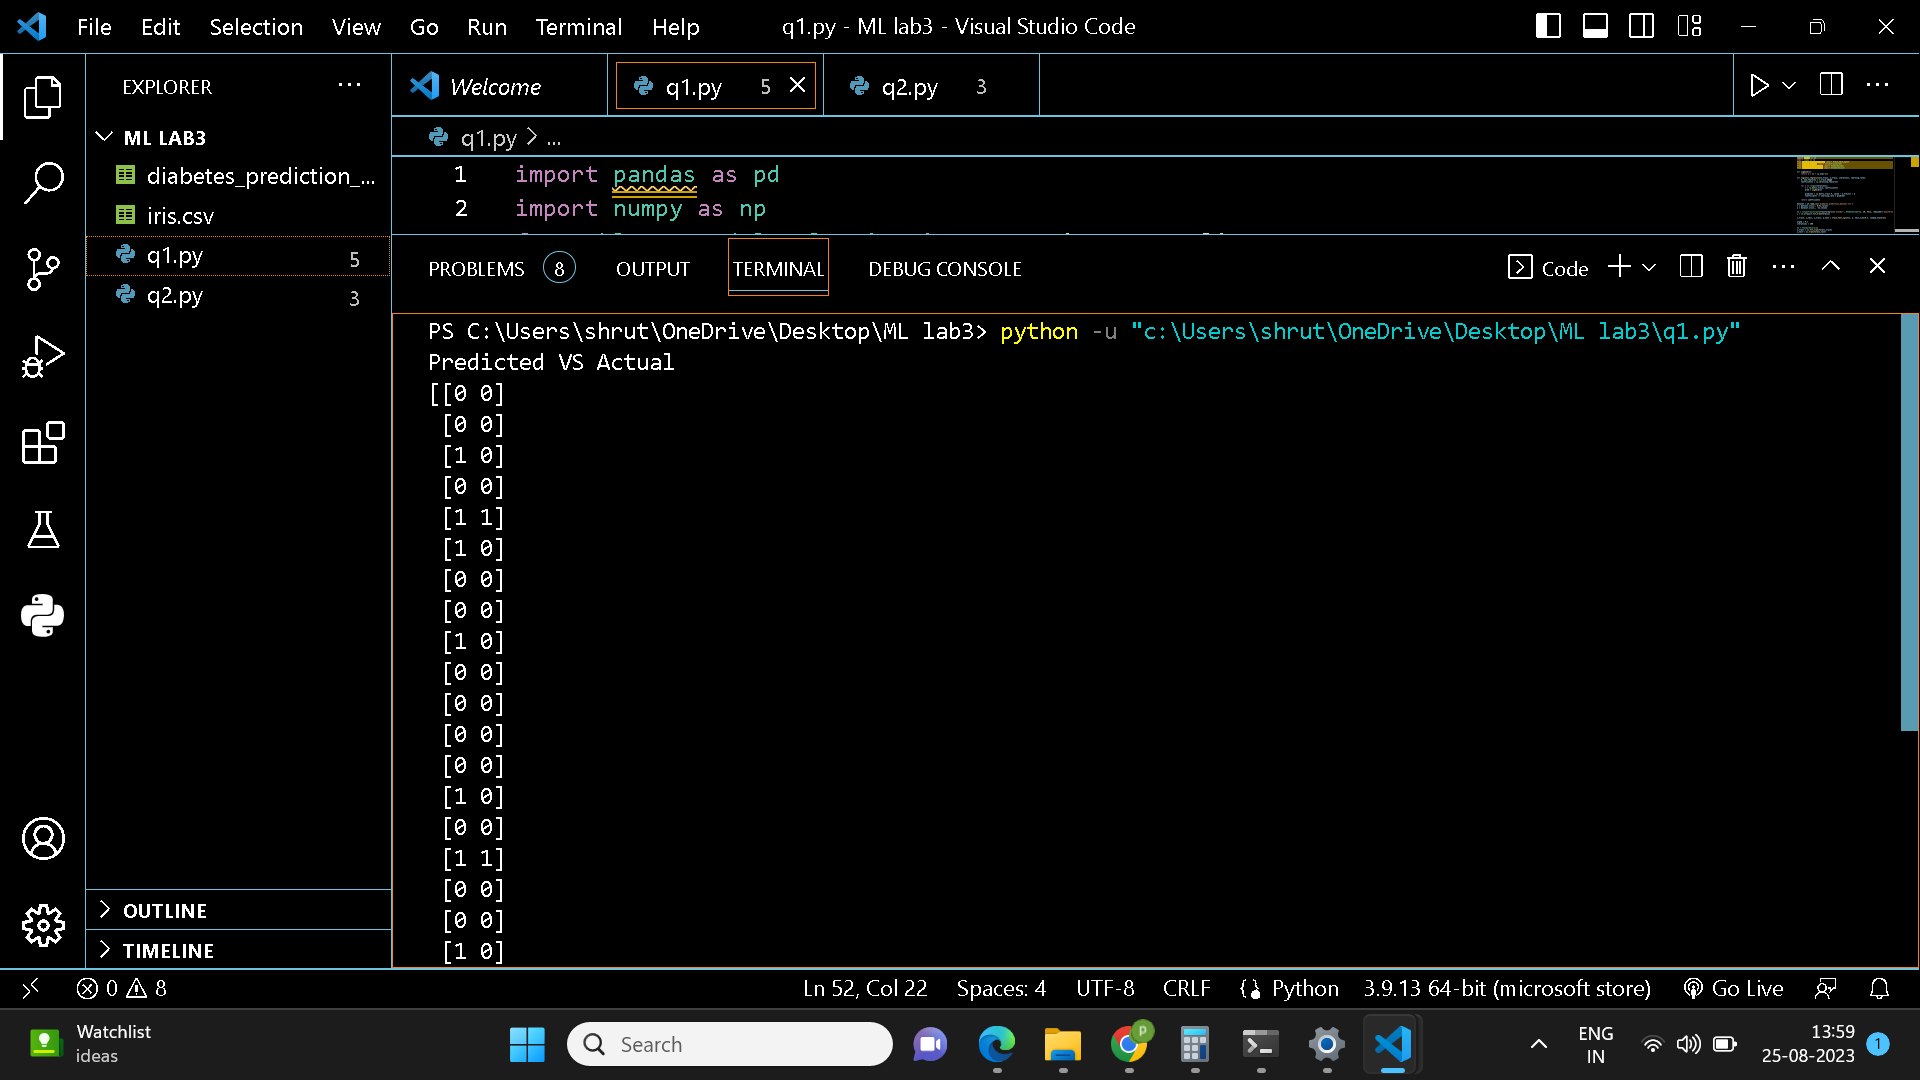 File Edit Selection View Go Run Terminal Help q1.py - ML lab3 - Visual Studio Code
EXPLORER ...
ML LAB3
diabetes_prediction_...
iris.csv
q1.py 5
q2.py 3
OUTLINE
TIMELINE
Welcome q1.py 5 q2.py 3
q1.py > ...
1 import pandas as pd
2 import numpy as np
PROBLEMS 8 OUTPUT TERMINAL DEBUG CONSOLE Code
PS C:\Users\shrut\OneDrive\Desktop\ML lab3> python -u "c:\Users\shrut\OneDrive\Desktop\ML lab3\q1.py"
Predicted VS Actual
[[0 0]
[0 0]
[1 0]
[0 0]
[1 1]
[1 0]
[0 0]
[0 0]
[1 0]
[0 0]
[0 0]
[0 0]
[0 0]
[1 0]
[0 0]
[1 1]
[0 0]
[0 0]
[1 0]
0 8 Ln 52, Col 22 Spaces: 4 UTF-8 CRLF Python 3.9.13 64-bit (microsoft store) Go Live
Watchlist
ideas
Search
P
ENG
IN
13:59
25-08-2023
1